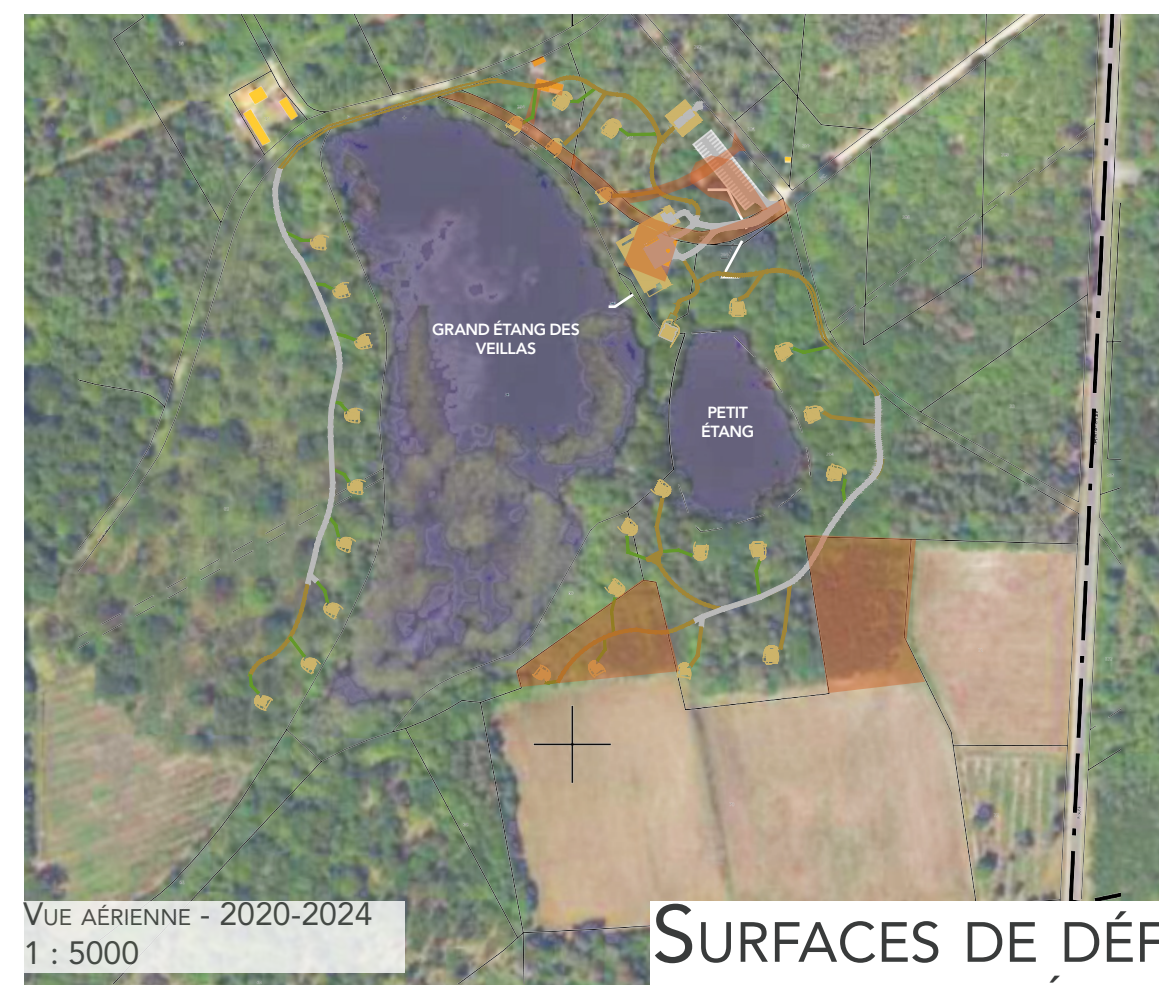 GRAND ÉTANG DES
VEILLAS
PETIT
ÉTANG
VUE AÉRIENNE - 2020-2024
1 : 5000
SURFACES DE DÉF